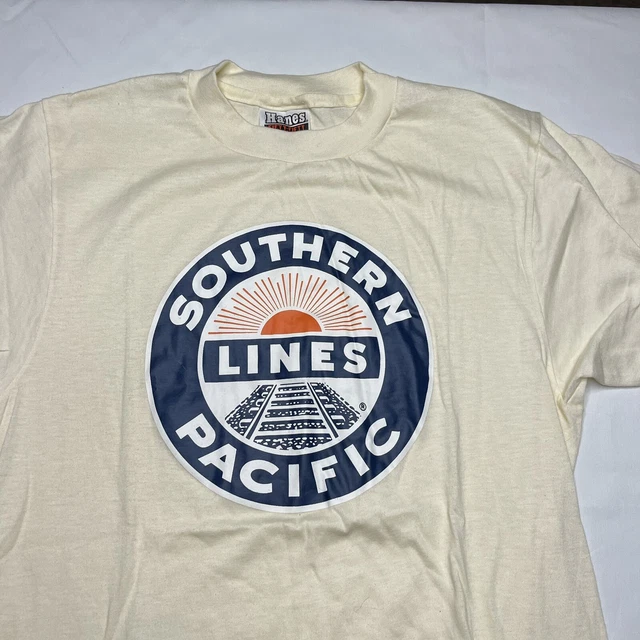 Hanes
SOUTHERN
LINES
®
PACIFIC